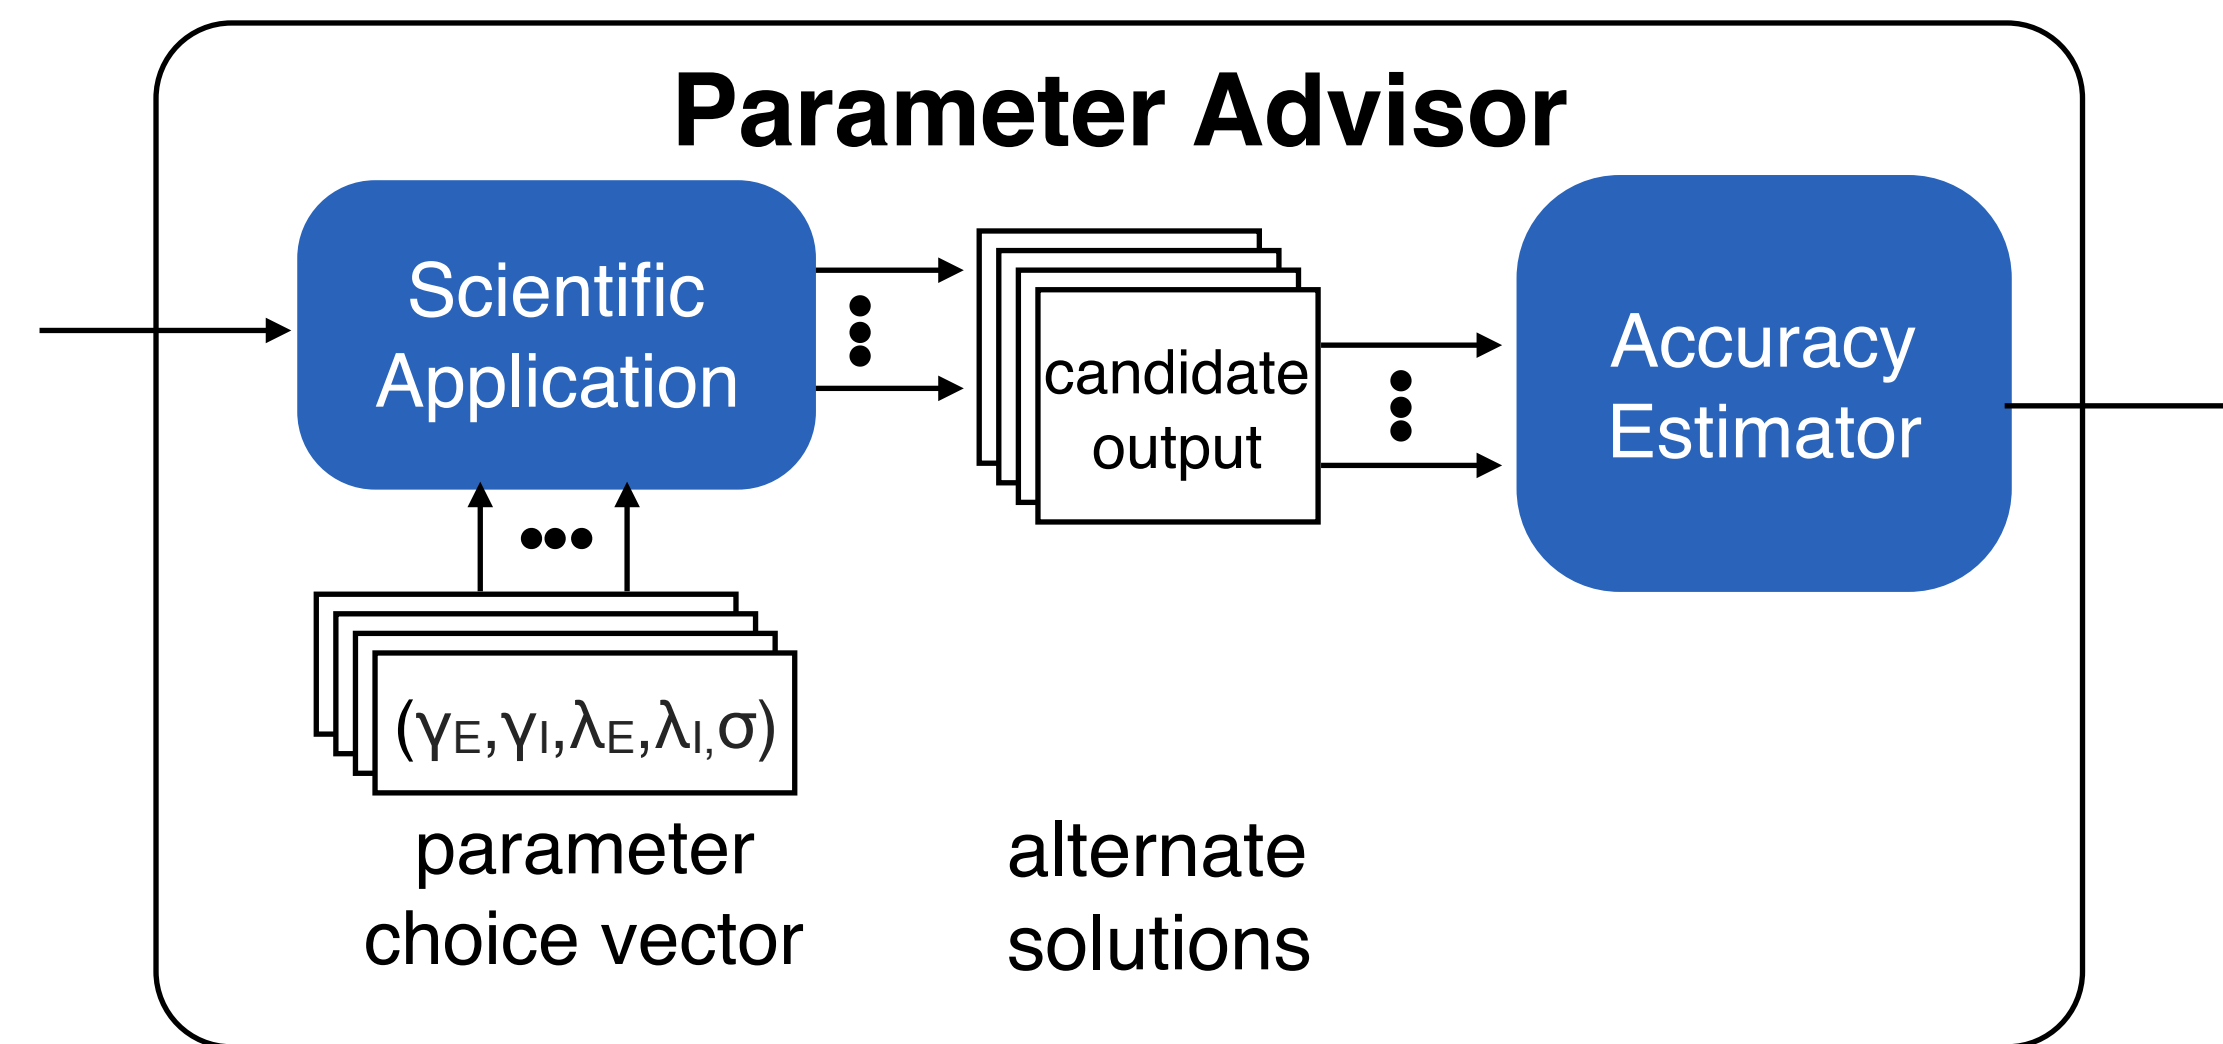 Parameter Advisor
Scientific
Application
candidate
output
Accuracy
Estimator
(γE,γI,λE,λI,σ)
parameter
choice vector
alternate
solutions